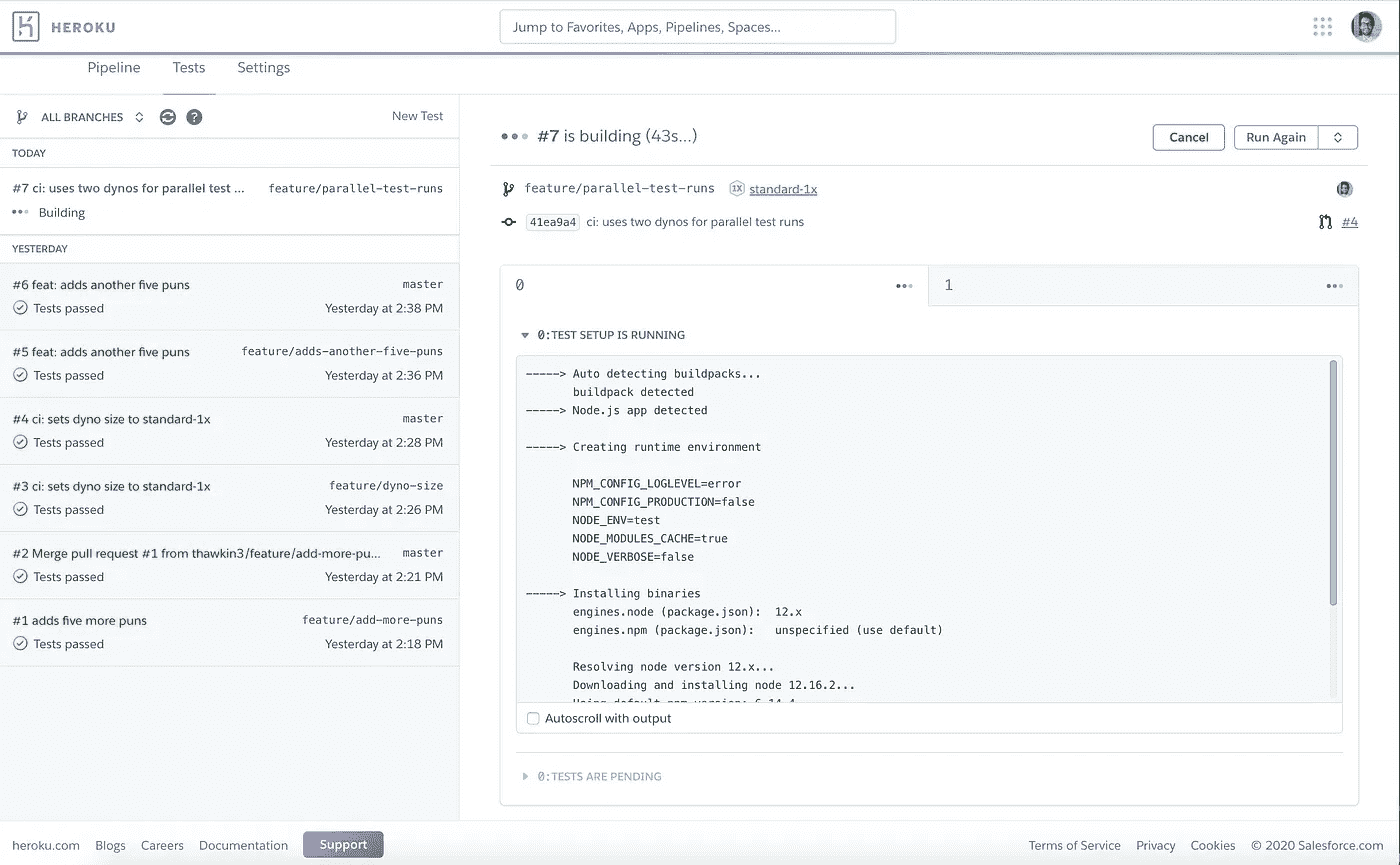 HEROKU
Jump to Favorites, Apps, Pipelines, Spaces...
Pipeline Tests Settings
ALL BRANCHES ? New Test
TODAY
#7 ci: uses two dynos for parallel test ... feature/parallel-test-runs
Building
YESTERDAY
#6 feat: adds another five puns master
Tests passed Yesterday at 2:38 PM
#5 feat: adds another five puns feature/adds-another-five-puns
Tests passed Yesterday at 2:36 PM
#4 ci: sets dyno size to standard-1x master
Tests passed Yesterday at 2:28 PM
#3 ci: sets dyno size to standard-1x feature/dyno-size
Tests passed Yesterday at 2:26 PM
#2 Merge pull request #1 from thawkin3/feature/add-more-pu... master
Tests passed Yesterday at 2:21 PM
#1 adds five more puns feature/add-more-puns
Tests passed Yesterday at 2:18 PM
#7 is building (43s...)
Cancel Run Again
feature/parallel-test-runs 1X standard-1x
41ea9a4 ci: uses two dynos for parallel test runs #4
0 1
0:TEST SETUP IS RUNNING
-----> Auto detecting buildpacks...
buildpack detected
-----> Node.js app detected
-----> Creating runtime environment
NPM_CONFIG_LOGLEVEL=error
NPM_CONFIG_PRODUCTION=false
NODE_ENV=test
NODE_MODULES_CACHE=true
NODE_VERBOSE=false
-----> Installing binaries
engines.node (package.json): 12.x
engines.npm (package.json): unspecified (use default)
Resolving node version 12.x...
Downloading and installing node 12.16.2...
Using default npm version: 6.14.4
Autoscroll with output
0:TESTS ARE PENDING
heroku.com Blogs Careers Documentation Support
Terms of Service Privacy Cookies © 2020 Salesforce.com